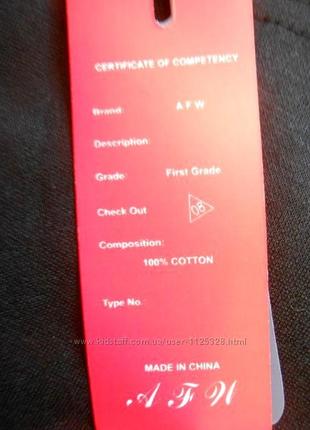 CERTIFICATE OF COMPETENCY
Brand: A F W
Description:
Grade: First Grade
Check Out 08
Composition:
100% COTTON
Type No.:
© kidstaff.com.ua/user-1125328.html
MADE IN CHINA
A F W